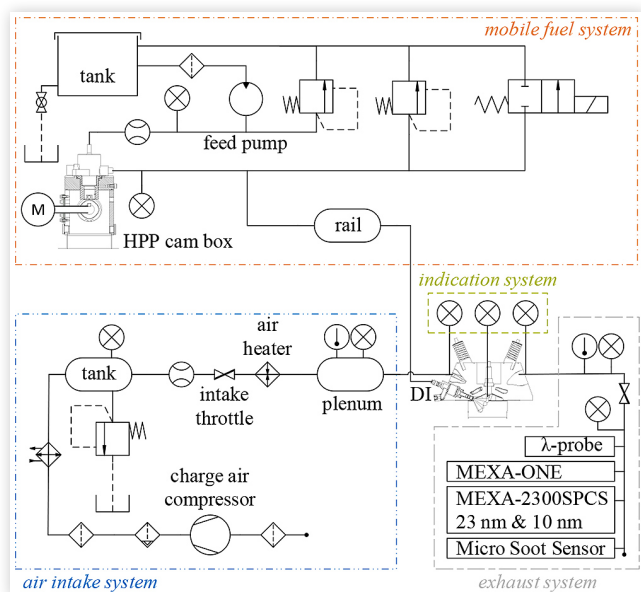 mobile fuel system
tank
feed pump
M
HPP cam box
rail
indication system
air
heater
tank
intake
throttle
plenum
DI
charge air
compressor
λ-probe
MEXA-ONE
MEXA-2300SPCS
23 nm & 10 nm
Micro Soot Sensor
air intake system
exhaust system